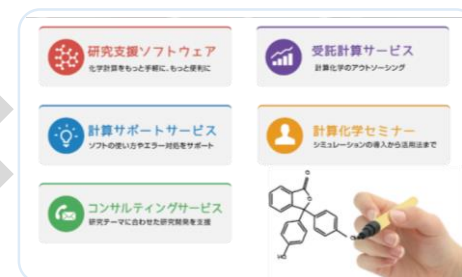 研究支援ソフトウェア
化学計算をもっと手軽に、もっと便利に
受託計算サービス
計算化学のアウトソーシング
計算サポートサービス
ソフトの使い方やエラー対処をサポート
計算化学セミナー
シミュレーションの導入から活用法まで
コンサルティングサービス
研究テーマに合わせた研究開発を支援
O
O
HO